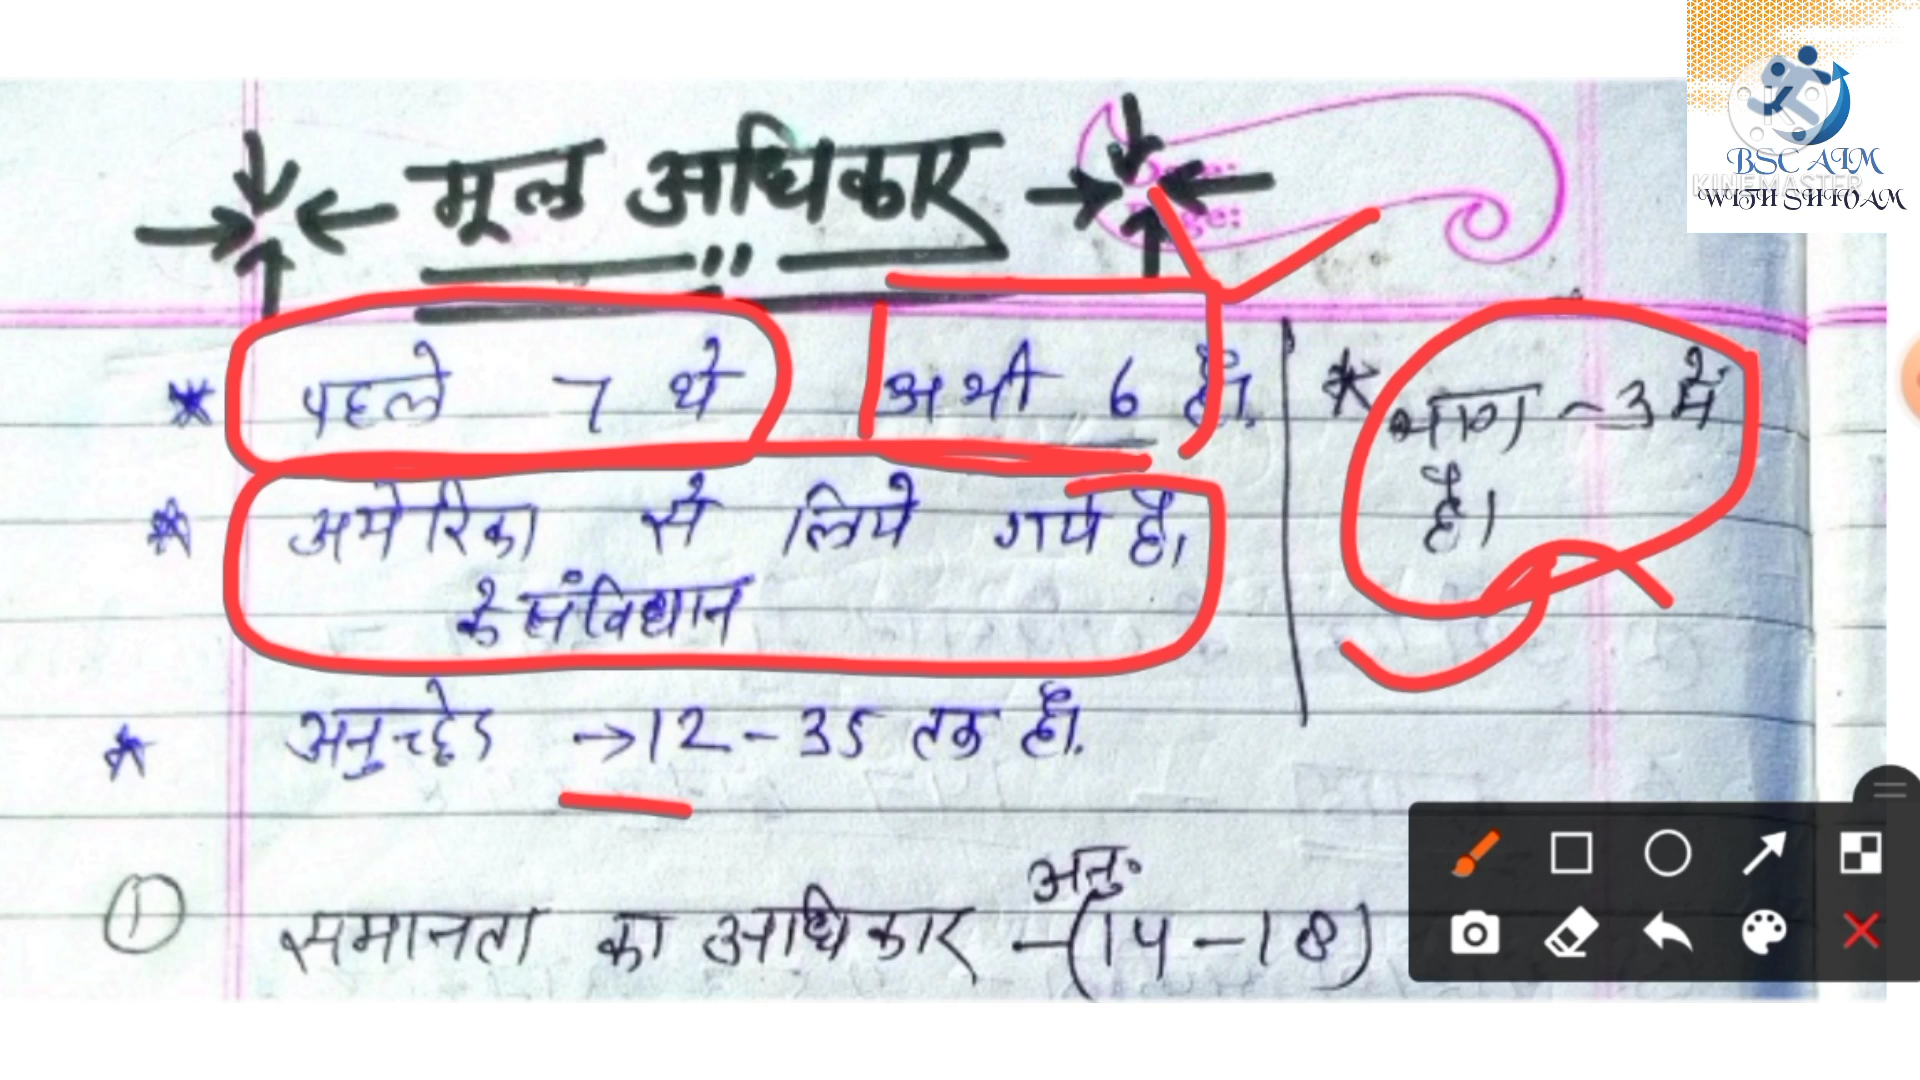 मूल अधिकार
पहले 7 थे अभी 6 हैं।
अमेरिका से लिये गये हैं।
के संविधान
* भाग - 3 में
है।
अनुच्छेद → 12 - 35 तक हैं।
अनु॰
① समानता का अधिकार - (14 - 18)
BSC AIM
KINEMASTER
WITH SHIVAM